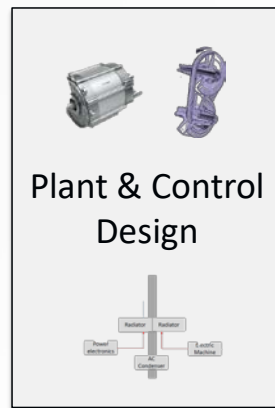 Plant & Control
Design
Radiator Radiator
Power
electronics
Electric
Machine
AC
Condenser